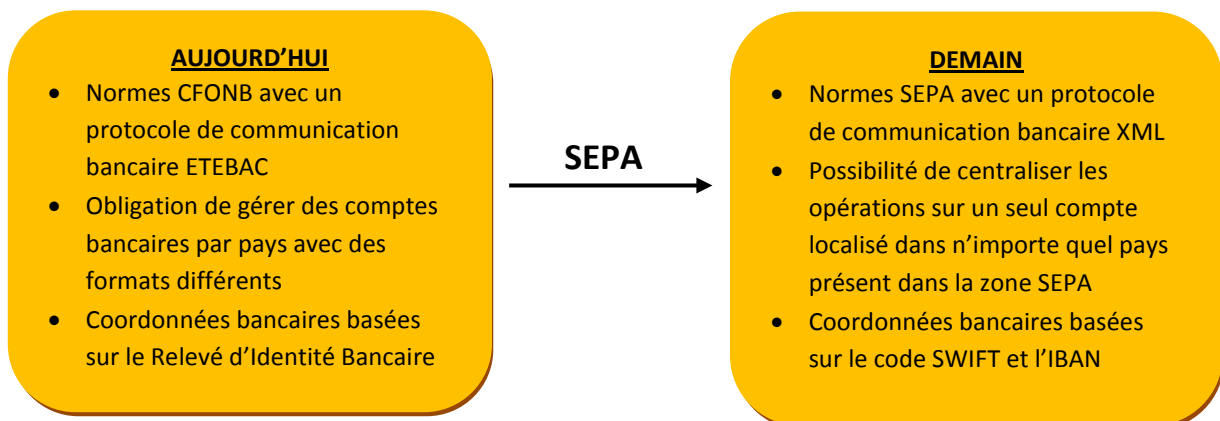 AUJOURD’HUI
• Normes CFONB avec un
protocole de communication
bancaire ETEBAC
• Obligation de gérer des comptes
bancaires par pays avec des
formats différents
• Coordonnées bancaires basées
sur le Relevé d’Identité Bancaire
SEPA
DEMAIN
• Normes SEPA avec un protocole
de communication bancaire XML
• Possibilité de centraliser les
opérations sur un seul compte
localisé dans n’importe quel pays
présent dans la zone SEPA
• Coordonnées bancaires basées
sur le code SWIFT et l’IBAN